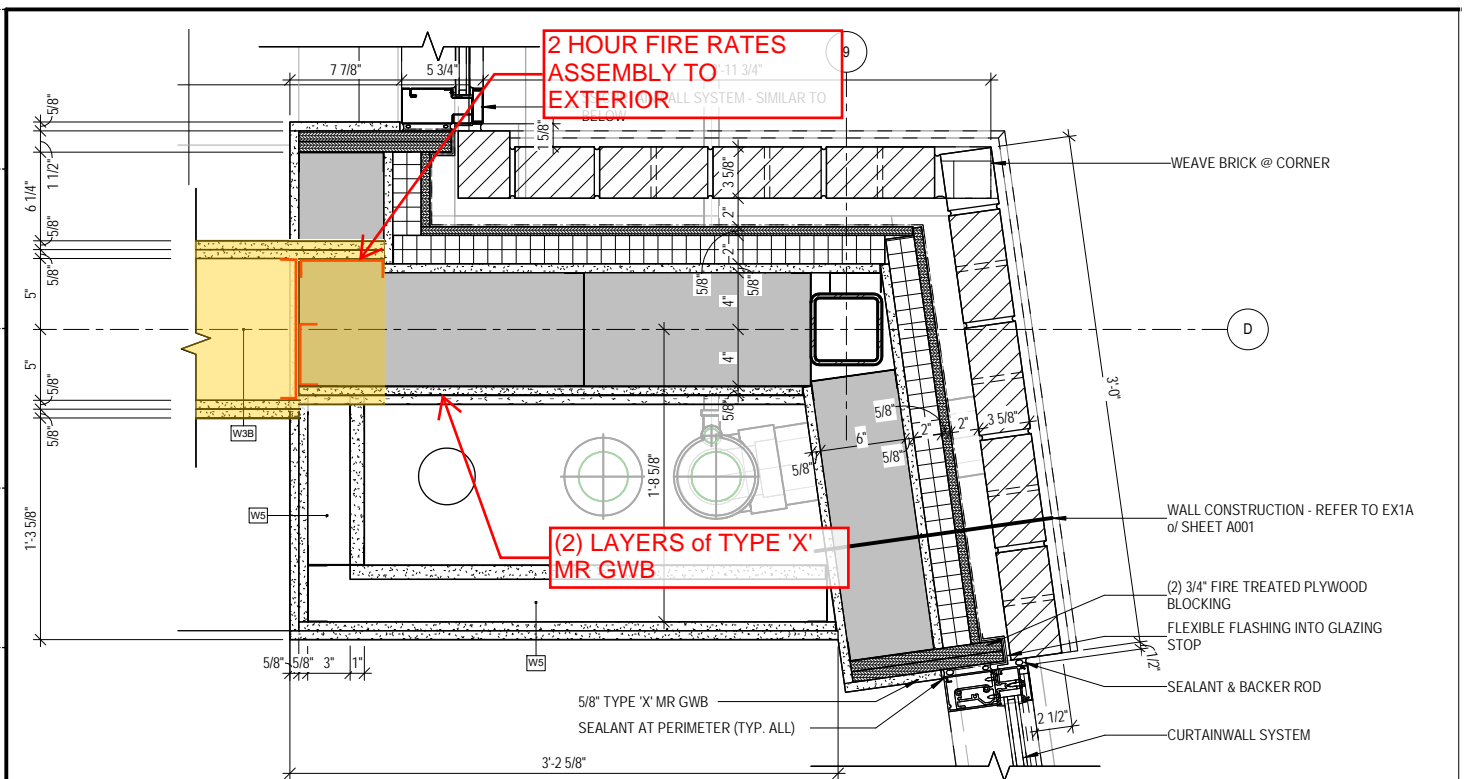 2 HOUR FIRE RATES
ASSEMBLY TO
EXTERIOR
9
7 7/8"
5 3/4"
-11 3/4"
ALL SYSTEM - SIMILAR TO
BELOW
5/8"
1 1/2"
6 1/4"
5/8"
5/8"
5"
5"
5/8"
5/8"
1'-3 5/8"
1 5/8"
3 5/8"
2"
2"
5/8"
5/8"
4"
4"
5/8"
WEAVE BRICK @ CORNER
D
3'-0"
W3B
W5
W5
1'-8 5/8"
5/8"
6"
2"
2"
3 5/8"
5/8"
5/8"
(2) LAYERS of TYPE 'X'
MR GWB
WALL CONSTRUCTION - REFER TO EX1A
o/ SHEET A001
(2) 3/4" FIRE TREATED PLYWOOD
BLOCKING
FLEXIBLE FLASHING INTO GLAZING
STOP
1/2"
SEALANT & BACKER ROD
2 1/2"
CURTAINWALL SYSTEM
5/8"
5/8"
3"
1"
5/8" TYPE 'X' MR GWB
SEALANT AT PERIMETER (TYP. ALL)
3'-2 5/8"